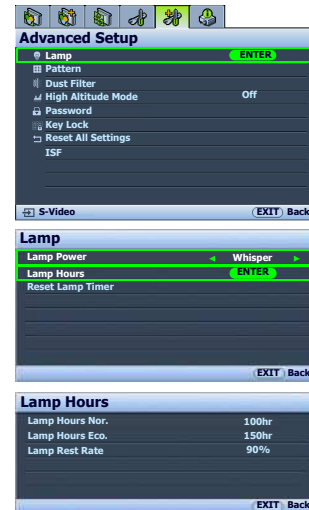 Advanced Setup
Lamp ENTER
Pattern
Dust Filter
High Altitude Mode Off
Password
Key Lock
Reset All Settings
ISF
S-Video EXIT Back
Lamp
Lamp Power Whisper
Lamp Hours ENTER
Reset Lamp Timer
EXIT Back
Lamp Hours
Lamp Hours Nor. 100hr
Lamp Hours Eco. 150hr
Lamp Rest Rate 90%
EXIT Back